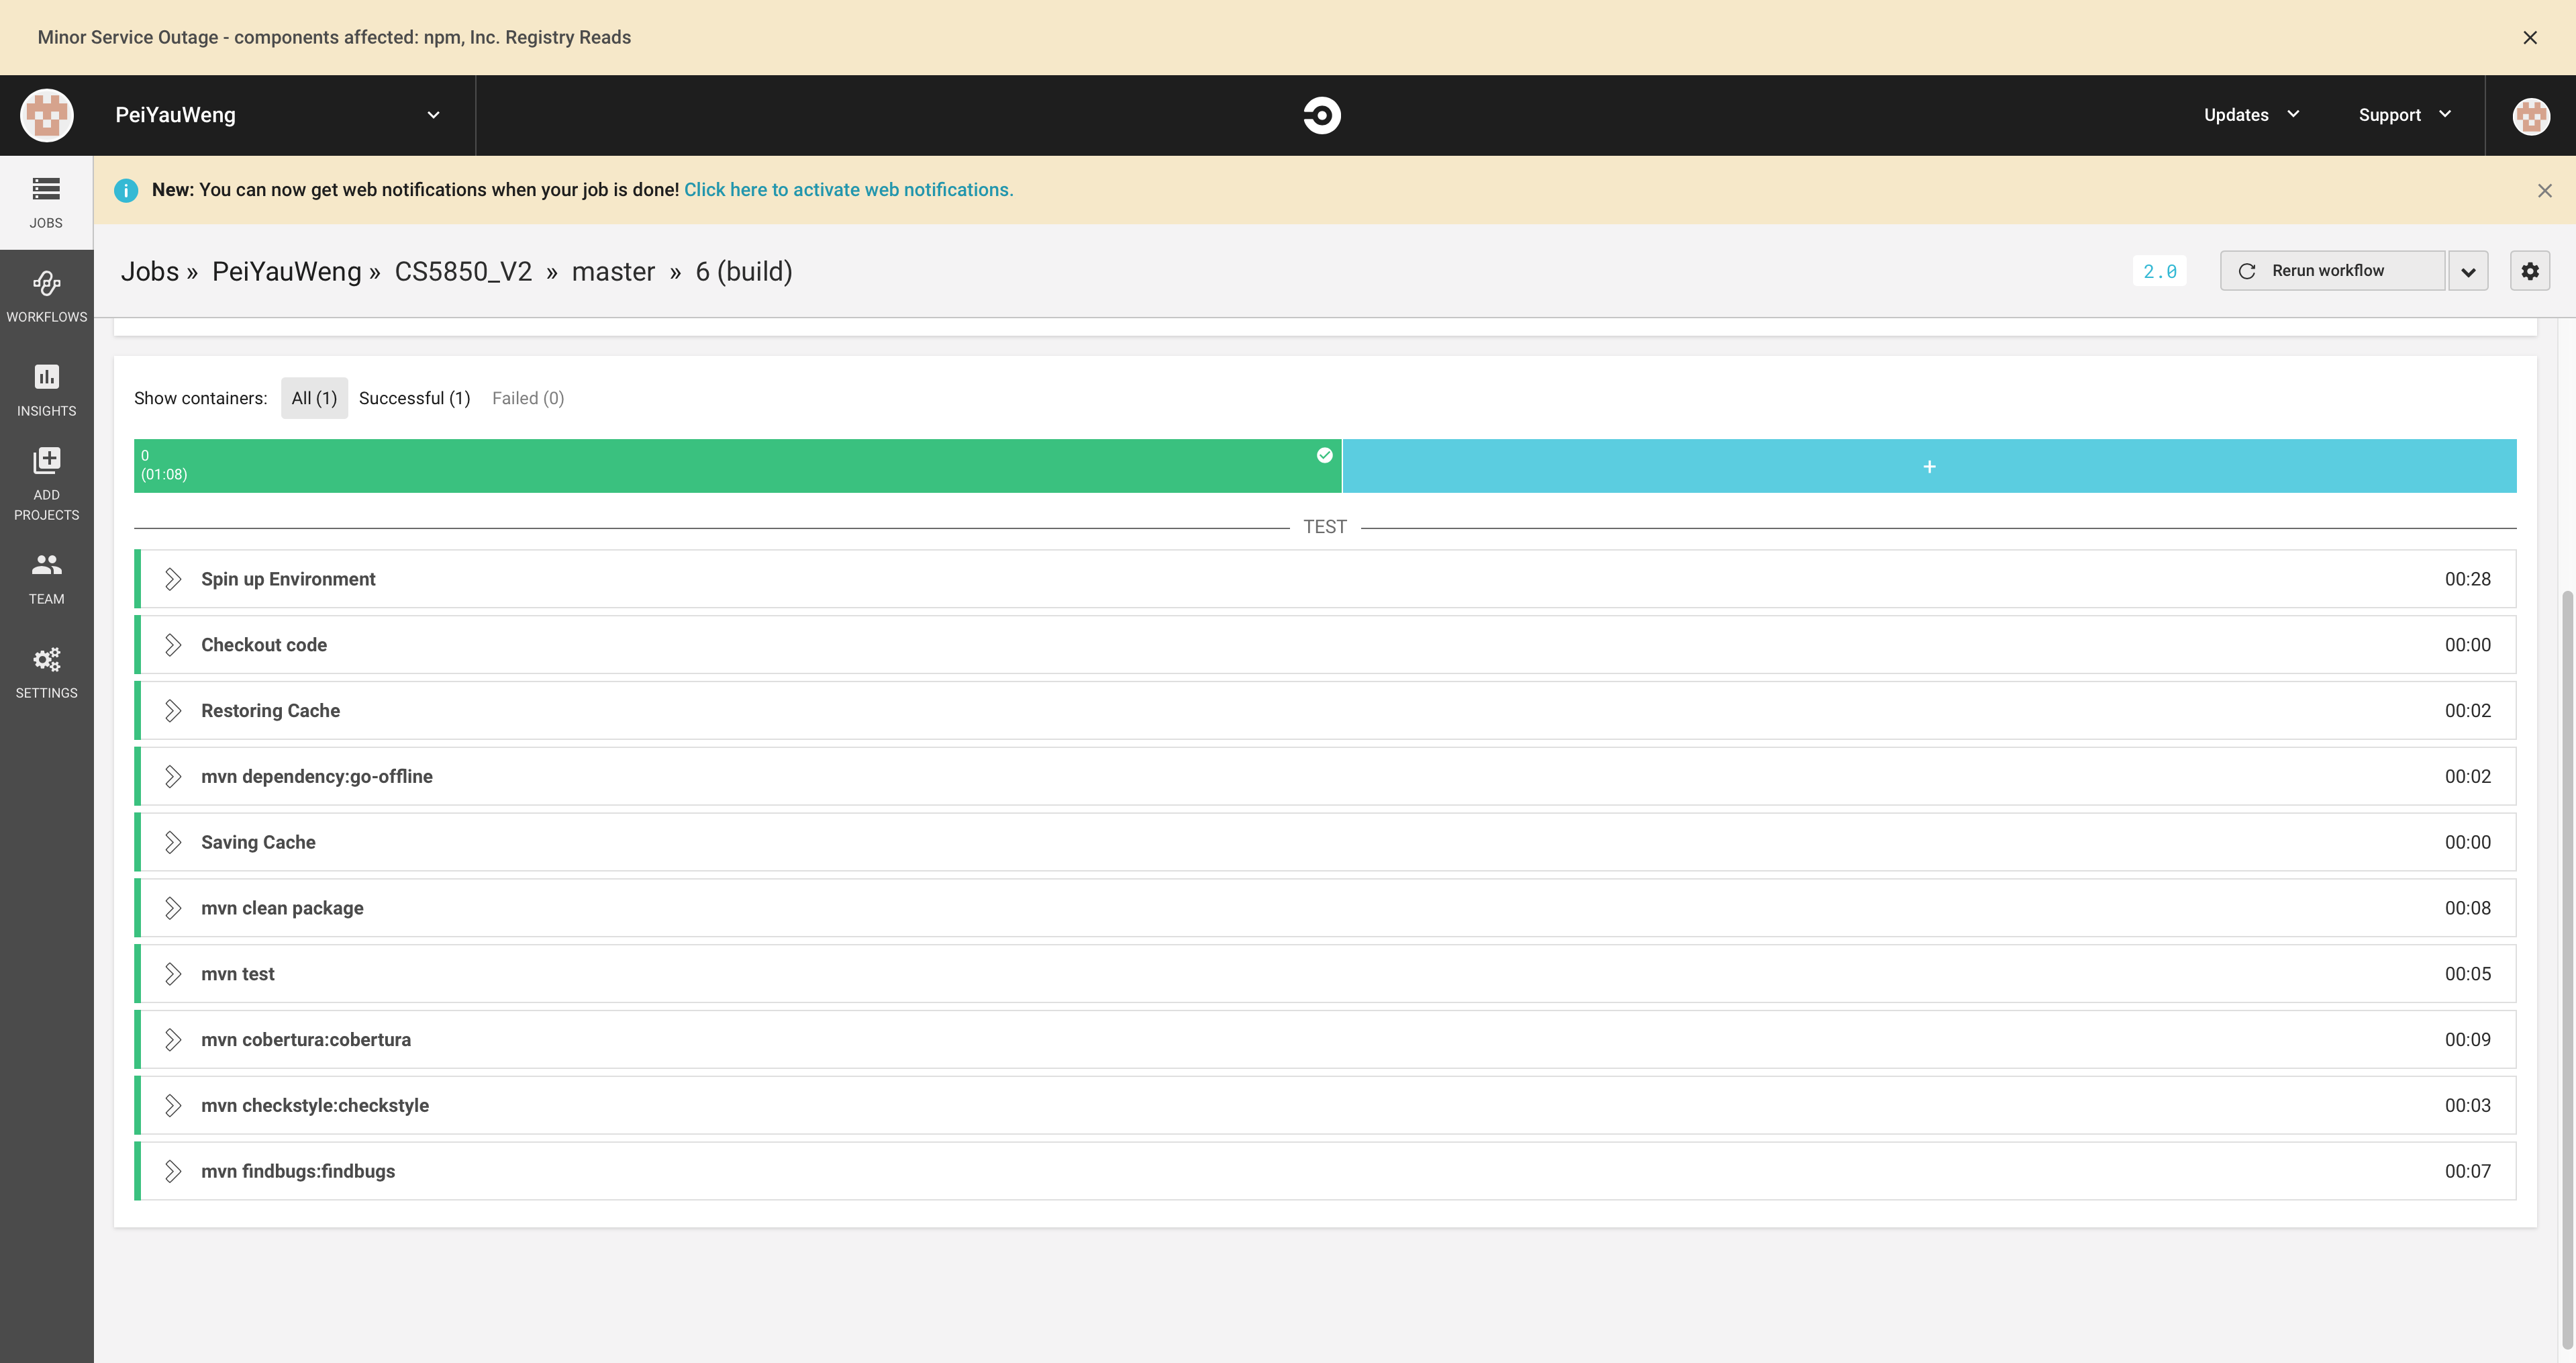 Minor Service Outage - components affected: npm, Inc. Registry Reads
PeiYauWeng
Updates
Support
JOBS
WORKFLOWS
INSIGHTS
ADD
PROJECTS
TEAM
SETTINGS
New: You can now get web notifications when your job is done! Click here to activate web notifications.
Jobs » PeiYauWeng » CS5850_V2 » master » 6 (build)
2.0
Rerun workflow
Show containers: All (1) Successful (1) Failed (0)
0
(01:08)
+
TEST
Spin up Environment 00:28
Checkout code 00:00
Restoring Cache 00:02
mvn dependency:go-offline 00:02
Saving Cache 00:00
mvn clean package 00:08
mvn test 00:05
mvn cobertura:cobertura 00:09
mvn checkstyle:checkstyle 00:03
mvn findbugs:findbugs 00:07